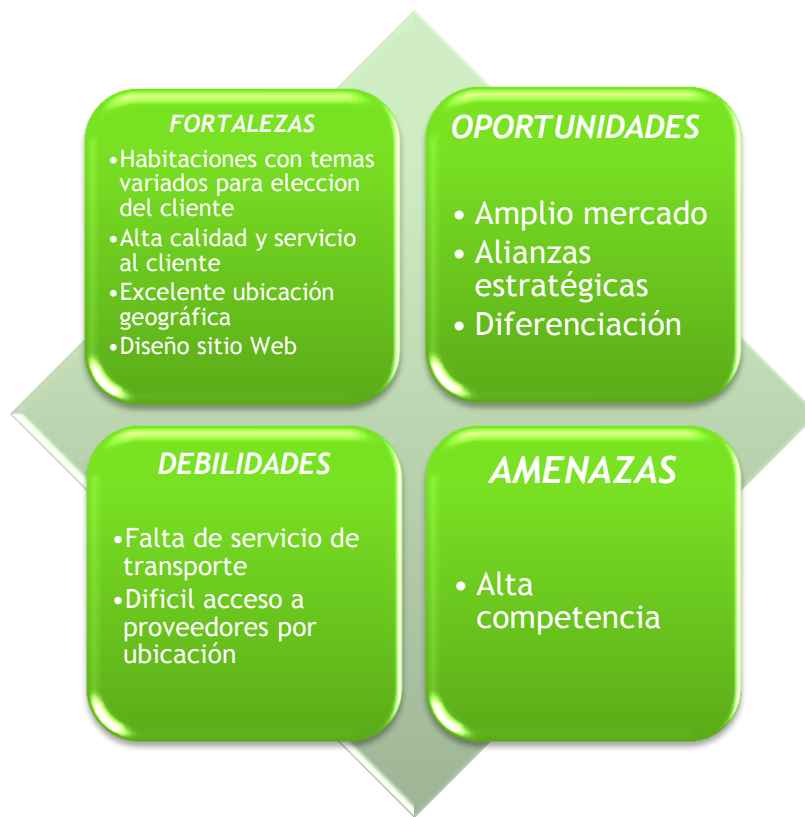 FORTALEZAS
•Habitaciones con temas
variados para eleccion
del cliente
•Alta calidad y servicio
al cliente
•Excelente ubicación
geográfica
•Diseño sitio Web
OPORTUNIDADES
• Amplio mercado
• Alianzas
estratégicas
• Diferenciación
DEBILIDADES
•Falta de servicio de
transporte
•Dificil acceso a
proveedores por
ubicación
AMENAZAS
• Alta
competencia